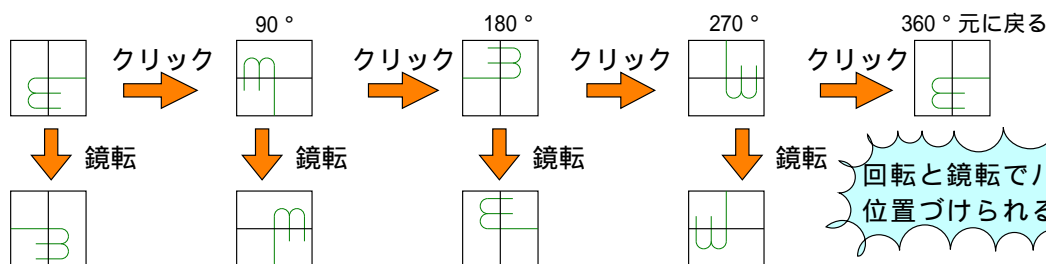 90°
180°
270°
360°元に戻る
クリック
クリック
クリック
クリック
鏡転
鏡転
鏡転
鏡転
回転と鏡転で
位置づけられる